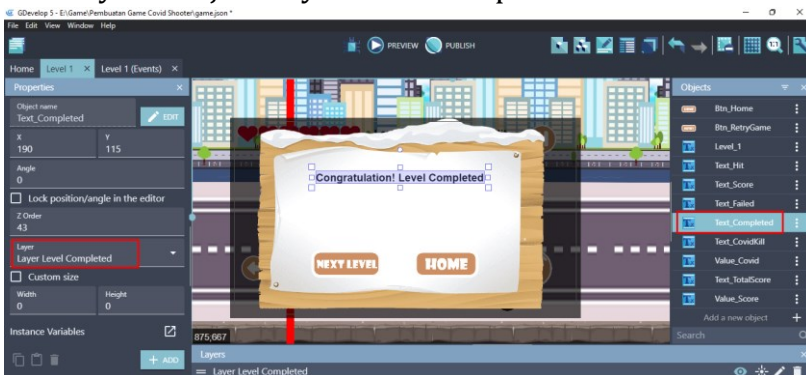 GDevelop 5 - E:\Game\Pembuatan Game Covid Shooter\game.json *
File Edit View Window Help
PREVIEW PUBLISH
Home Level 1 × Level 1 (Events) ×
Properties ×
Object name
Text_Completed
EDIT
X Y
190 115
Angle
0
Lock position/angle in the editor
Z Order
43
Layer
Layer Level Completed
Custom size
Width Height
0 0
Instance Variables
+ ADD
Congratulation! Level Completed
NEXT LEVEL HOME
875;667
Layers
Layer Level Completed
Objects
Btn_Home
Btn_RetryGame
Level_1
Text_Hit
Text_Score
Text_Failed
Text_Completed
Text_CovidKill
Value_Covid
Text_TotalScore
Value_Score
Add a new object +
Search